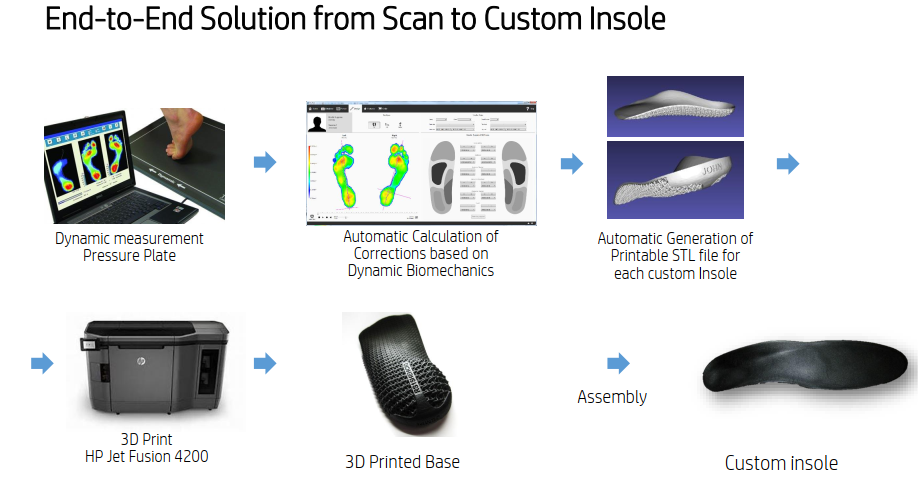 End-to-End Solution from Scan to Custom Insole
Dynamic measurement
Pressure Plate
Automatic Calculation of
Corrections based on
Dynamic Biomechanics
JOHN
Automatic Generation of
Printable STL file for
each custom Insole
hp
3D Print
HP Jet Fusion 4200
3D Printed Base
Assembly
Custom insole